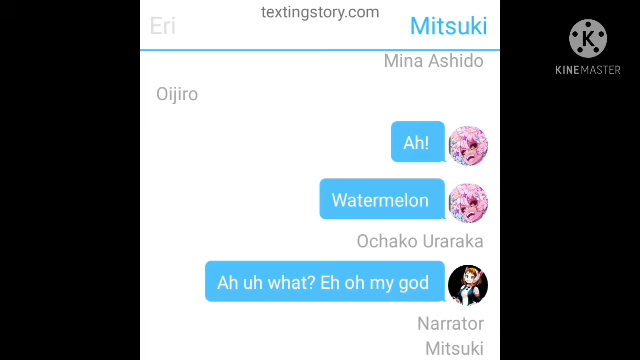 textingstory.com
Eri
Mitsuki
Mina Ashido
Oijiro
Ah!
Watermelon
Ochako Uraraka
Ah uh what? Eh oh my god
Narrator
Mitsuki
K
KINEMASTER